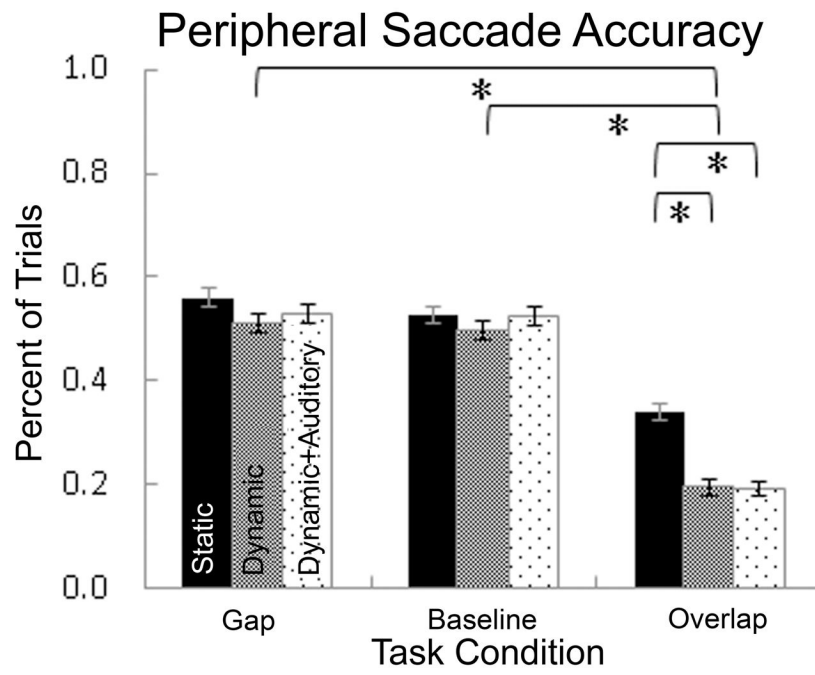 Peripheral Saccade Accuracy
1.0
0.8
0.6
0.4
0.2
0.0
Percent of Trials
*
*
*
*
Static
Dynamic
Dynamic+Auditory
Gap
Baseline
Overlap
Task Condition